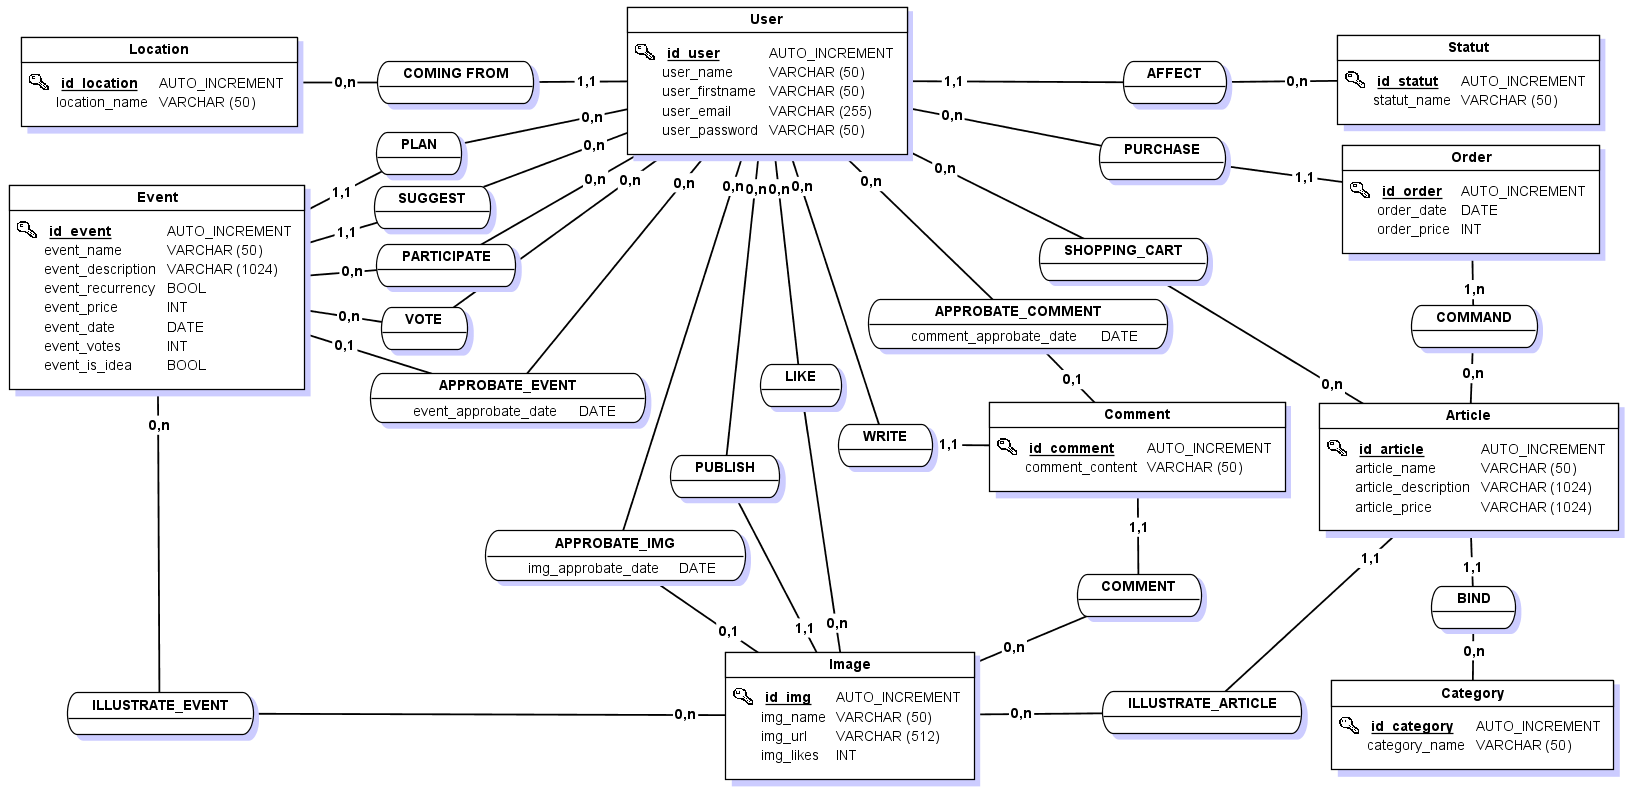 User
id_user AUTO_INCREMENT
user_name VARCHAR (50)
user_firstname VARCHAR (50)
user_email VARCHAR (255)
user_password VARCHAR (50)
Location
id_location AUTO_INCREMENT
location_name VARCHAR (50)
0,n
COMING FROM
1,1
1,1
AFFECT
0,n
Statut
id_statut AUTO_INCREMENT
statut_name VARCHAR (50)
0,n
PLAN
1,1
0,n
SUGGEST
1,1
0,n
PARTICIPATE
0,n
0,n
VOTE
0,n
0,n
APPROBATE_EVENT
event_approbate_date DATE
0,1
Event
id_event AUTO_INCREMENT
event_name VARCHAR (50)
event_description VARCHAR (1024)
event_recurrency BOOL
event_price INT
event_date DATE
event_votes INT
event_is_idea BOOL
0,n
PURCHASE
1,1
Order
id_order AUTO_INCREMENT
order_date DATE
order_price INT
1,n
COMMAND
0,n
0,n
SHOPPING_CART
0,n
0,n
APPROBATE_COMMENT
comment_approbate_date DATE
0,1
0,n
LIKE
0,n
0,n
WRITE
1,1
Comment
id_comment AUTO_INCREMENT
comment_content VARCHAR (50)
1,1
COMMENT
0,n
Article
id_article AUTO_INCREMENT
article_name VARCHAR (50)
article_description VARCHAR (1024)
article_price VARCHAR (1024)
0,n
PUBLISH
1,1
0,n
APPROBATE_IMG
img_approbate_date DATE
0,1
1,1
BIND
0,n
0,n
ILLUSTRATE_EVENT
0,n
Image
id_img AUTO_INCREMENT
img_name VARCHAR (50)
img_url VARCHAR (512)
img_likes INT
0,n
ILLUSTRATE_ARTICLE
1,1
Category
id_category AUTO_INCREMENT
category_name VARCHAR (50)